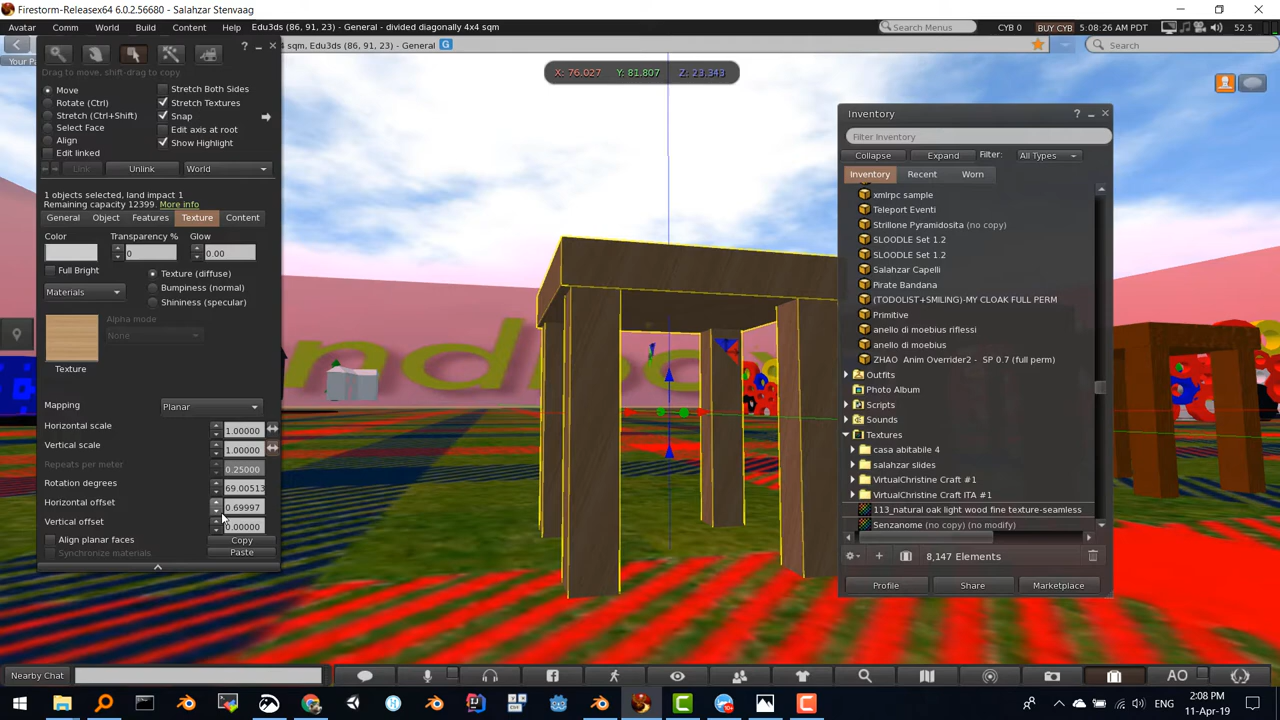 Firestorm-Releasex64 6.0.2.56680 - Salahzar Stenvaag
Avatar Comm World Build Content Help Edu3ds (86, 91, 23) - General - divided diagonally 4x4 sqm
Search Menus CYB 0 BUY CYB 5:08:26 AM PDT 52.5
4 sqm, Edu3ds (86, 91, 23) - General G
Search
Your P
Drag to move, shift-drag to copy
X: 76.027 Y: 81.807 Z: 23.343
Move
Rotate (Ctrl)
Stretch (Ctrl+Shift)
Select Face
Align
Edit linked
Stretch Both Sides
Stretch Textures
Snap
Edit axis at root
Show Highlight
Link Unlink World
1 objects selected, land impact 1
Remaining capacity 12399. More info
General Object Features Texture Content
Color Transparency % Glow
0 0.00
Full Bright
Texture (diffuse)
Materials
Bumpiness (normal)
Shininess (specular)
Alpha mode
None
Texture
Mapping Planar
Horizontal scale 1.00000
Vertical scale 1.00000
Repeats per meter 0.25000
Rotation degrees 69.00513
Horizontal offset 0.69997
Vertical offset 0.00000
Align planar faces Copy
Synchronize materials Paste
Inventory
Filter Inventory
Collapse Expand Filter: All Types
Inventory Recent Worn
xmlrpc sample
Teleport Eventi
Strillone Pyramidosita (no copy)
SLOODLE Set 1.2
SLOODLE Set 1.2
Salahzar Capelli
Pirate Bandana
(TODOLIST+SMILING)-MY CLOAK FULL PERM
Primitive
anello di moebius riflessi
anello di moebius
ZHAO Anim Overrider2 - SP 0.7 (full perm)
Outfits
Photo Album
Scripts
Sounds
Textures
casa abitabile 4
salahzar slides
VirtualChristine Craft #1
VirtualChristine Craft ITA #1
113_natural oak light wood fine texture-seamless
Senzanome (no copy) (no modify)
8,147 Elements
Profile Share Marketplace
Nearby Chat
AO
ENG
2:08 PM
11-Apr-19